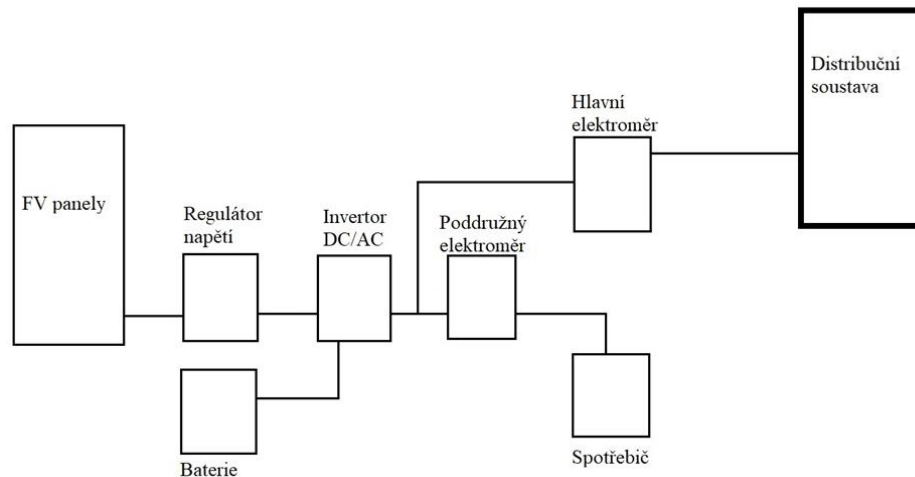 Distribuční
soustava
Hlavní
elektroměr
FV panely
Regulátor
napětí
Invertor
DC/AC
Poddružný
elektroměr
Baterie
Spotřebič